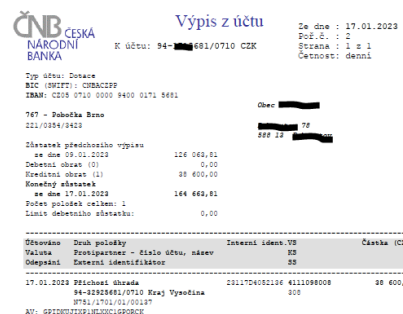 ČNB ČESKÁ
NÁRODNÍ
BANKA
Výpis z účtu
K účtu: 94-681/0710 CZK
Ze dne : 17.01.2023
Poř.č. : 2
Strana : 1 z 1
Četnost: denní
Typ účtu: Dotace
BIC (SWIFT): CNBACZPP
IBAN: CZ05 0710 0000 9400 0171 5681
Obec
767 - Pobočka Brno
221/0354/3423
78
588 13
Zůstatek předchozího výpisu
ze dne 09.01.2023 126 063,81
Debetní obrat (0) 0,00
Kreditní obrat (1) 38 600,00
Konečný zůstatek
ze dne 17.01.2023 164 663,81
Počet položek celkem: 1
Limit debetního zůstatku: 0,00
Účtováno Druh položky Interní ident. VS Částka (CZ
Valuta Protipartner - číslo účtu, název KS
Odepsání Externí identifikátor SS
17.01.2023 Příchozí úhrada 23117D4052136 4111098008 38 600,
94-32925681/0710 Kraj Vysočina 308
N751/1701/01/00137
AV: